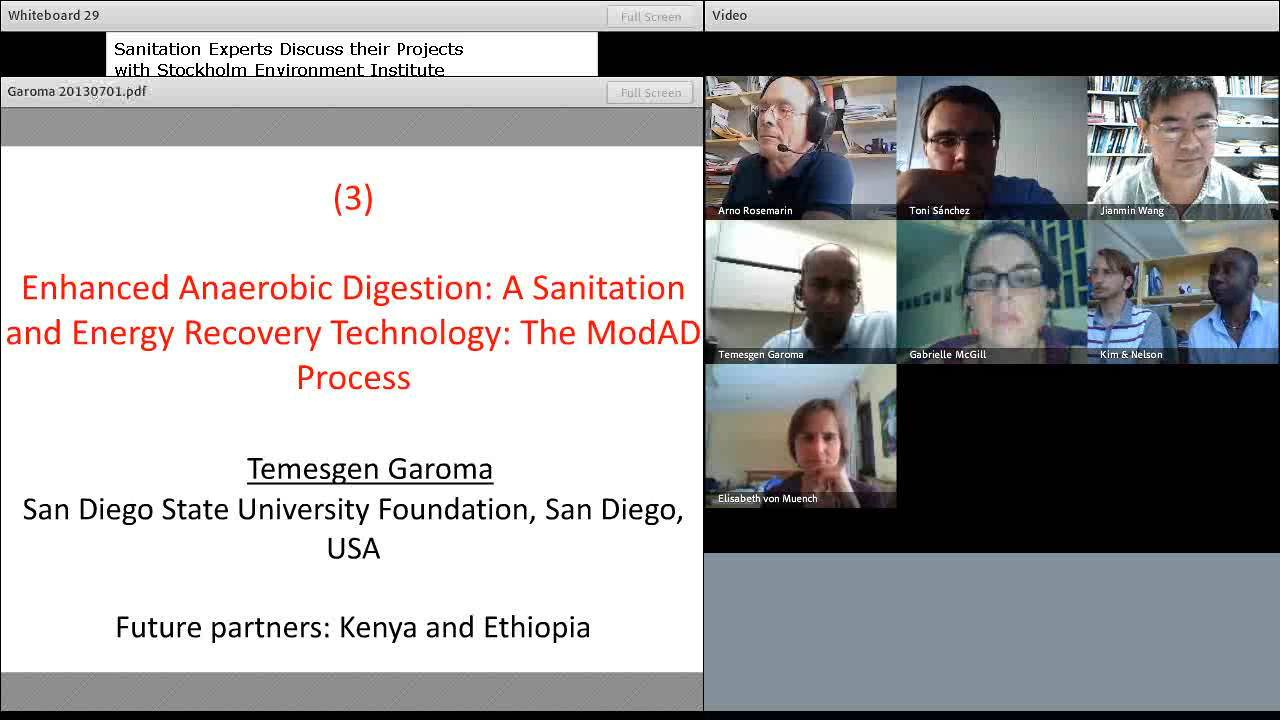 Whiteboard 29
Full Screen
Sanitation Experts Discuss their Projects
with Stockholm Environment Institute
Garoma 20130701.pdf
Full Screen
(3)
Enhanced Anaerobic Digestion: A Sanitation
and Energy Recovery Technology: The ModAD
Process
Temesgen Garoma
San Diego State University Foundation, San Diego,
USA
Future partners: Kenya and Ethiopia
Video
Arno Rosemarin
Toni Sánchez
Jianmin Wang
Temesgen Garoma
Gabrielle McGill
Kim & Nelson
Elisabeth von Muench